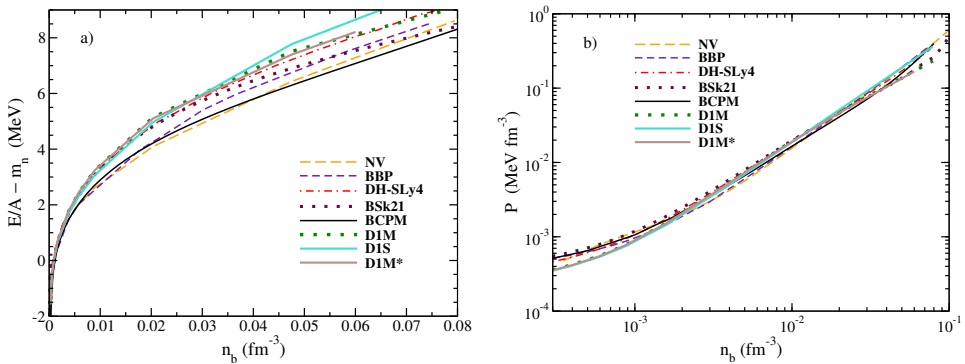 a)
E/A − m_n (MeV)
8
6
4
2
0
-2
0
0.01
0.02
0.03
0.04
0.05
0.06
0.07
0.08
n_b (fm^-3)
NV
BBP
DH-SLy4
BSk21
BCPM
D1M
D1S
D1M*
b)
P (MeV fm^-3)
10^0
10^-1
10^-2
10^-3
10^-4
10^-3
10^-2
10^-1
n_b (fm^-3)
NV
BBP
DH-SLy4
BSk21
BCPM
D1M
D1S
D1M*